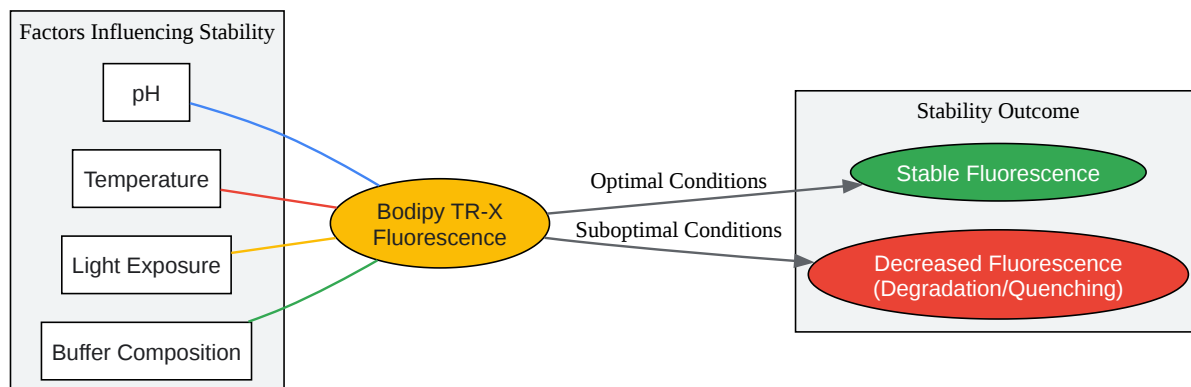 Factors Influencing Stability
pH
Temperature
Light Exposure
Buffer Composition
Bodipy TR-X
Fluorescence
Optimal Conditions
Suboptimal Conditions
Stability Outcome
Stable Fluorescence
Decreased Fluorescence
(Degradation/Quenching)